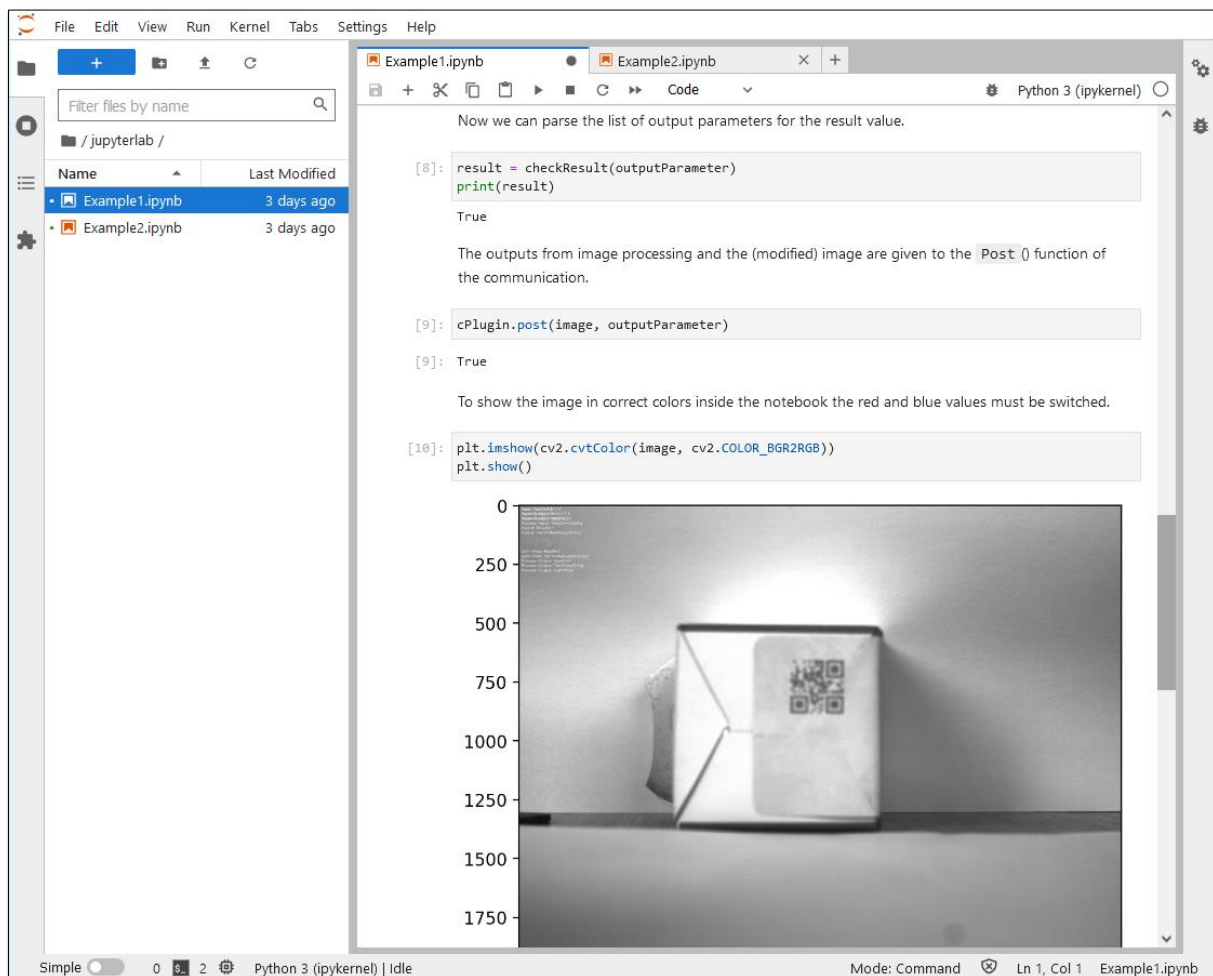 File Edit View Run Kernel Tabs Settings Help
Filter files by name
/ jupyterlab /
Name Last Modified
Example1.ipynb 3 days ago
Example2.ipynb 3 days ago
Example1.ipynb Example2.ipynb
Code Python 3 (ipykernel)
Now we can parse the list of output parameters for the result value.
[8]: result = checkResult(outputParameter)
print(result)
True
The outputs from image processing and the (modified) image are given to the Post () function of
the communication.
[9]: cPlugin.post(image, outputParameter)
[9]: True
To show the image in correct colors inside the notebook the red and blue values must be switched.
[10]: plt.imshow(cv2.cvtColor(image, cv2.COLOR_BGR2RGB))
plt.show()
0
250
500
750
1000
1250
1500
1750
Simple 0 2 Python 3 (ipykernel) | Idle Mode: Command Ln 1, Col 1 Example1.ipynb